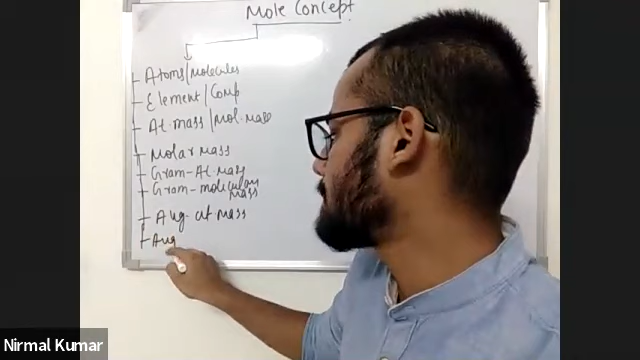 Mole Concept
Atoms/Molecules
Element/Comp
At.mass/Mol.mass
Molar mass
Gram-At.mass
Gram-molecular
mass
Avg. at mass
Avg
Nirmal Kumar